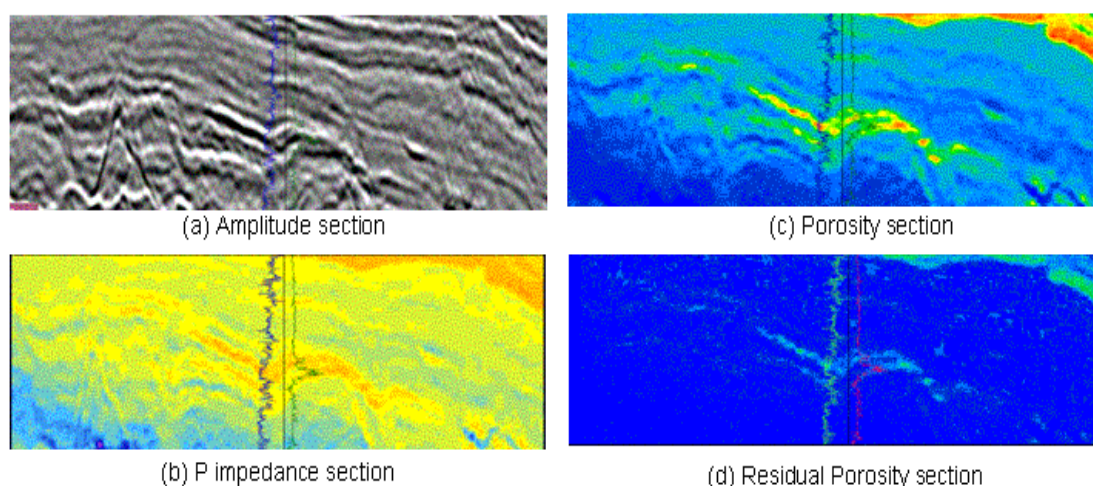 (a) Amplitude section
(c) Porosity section
(b) P impedance section
(d) Residual Porosity section